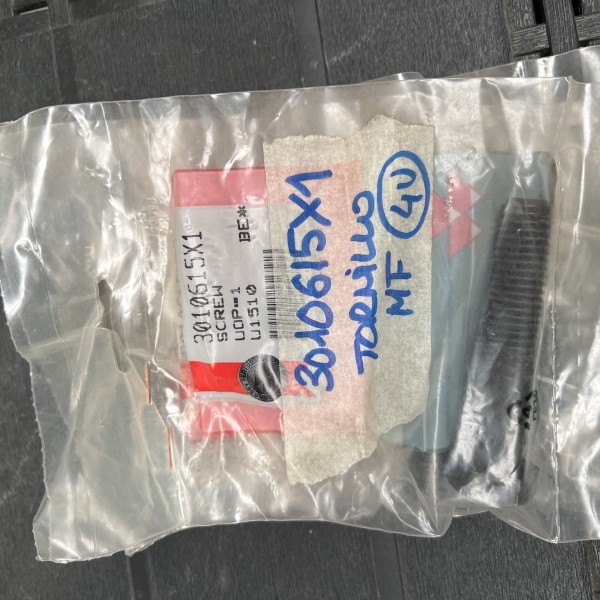 3010615X1
SCREW
UOP=1
U1510
BE*
3010615X1
TORNILLO
MF
4U